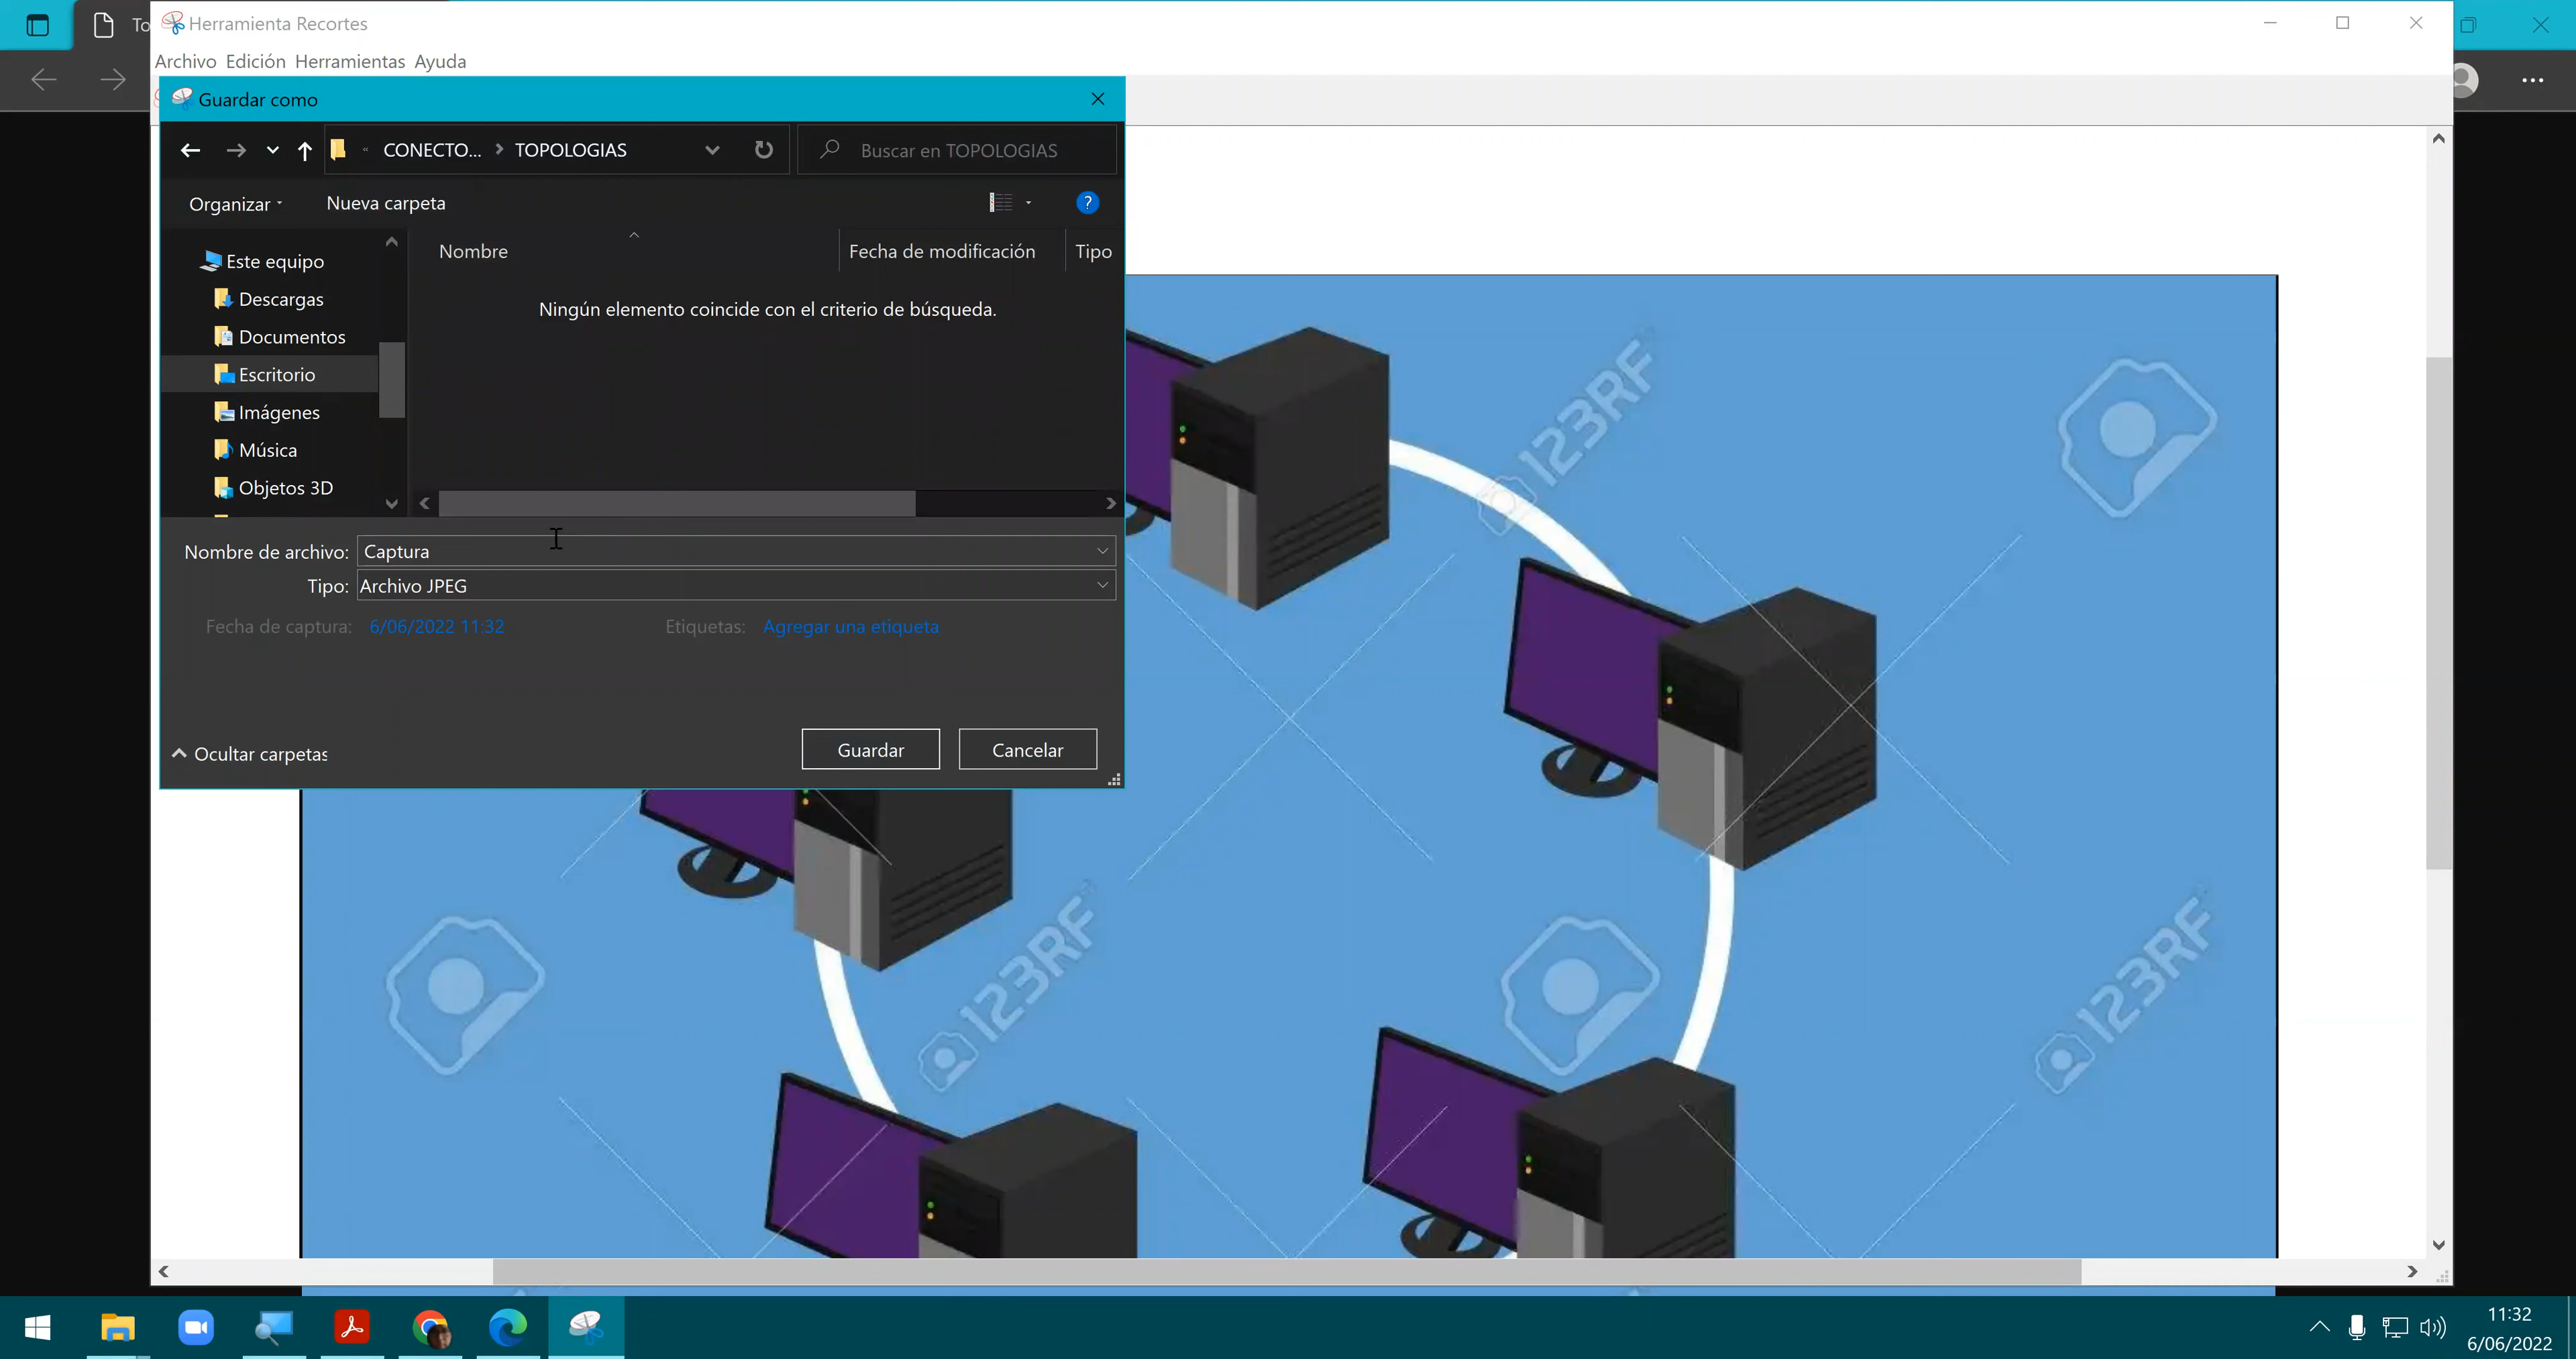 To
Herramienta Recortes
Archivo Edición Herramientas Ayuda
Guardar como
« CONECTO... > TOPOLOGIAS
Buscar en TOPOLOGIAS
Organizar
Nueva carpeta
?
Este equipo
Descargas
Documentos
Escritorio
Imágenes
Música
Objetos 3D
Nombre
Fecha de modificación
Tipo
Ningún elemento coincide con el criterio de búsqueda.
Nombre de archivo: Captura
Tipo: Archivo JPEG
Fecha de captura: 6/06/2022 11:32
Etiquetas: Agregar una etiqueta
Ocultar carpetas
Guardar
Cancelar
123RF
123RF
123RF
11:32
6/06/2022